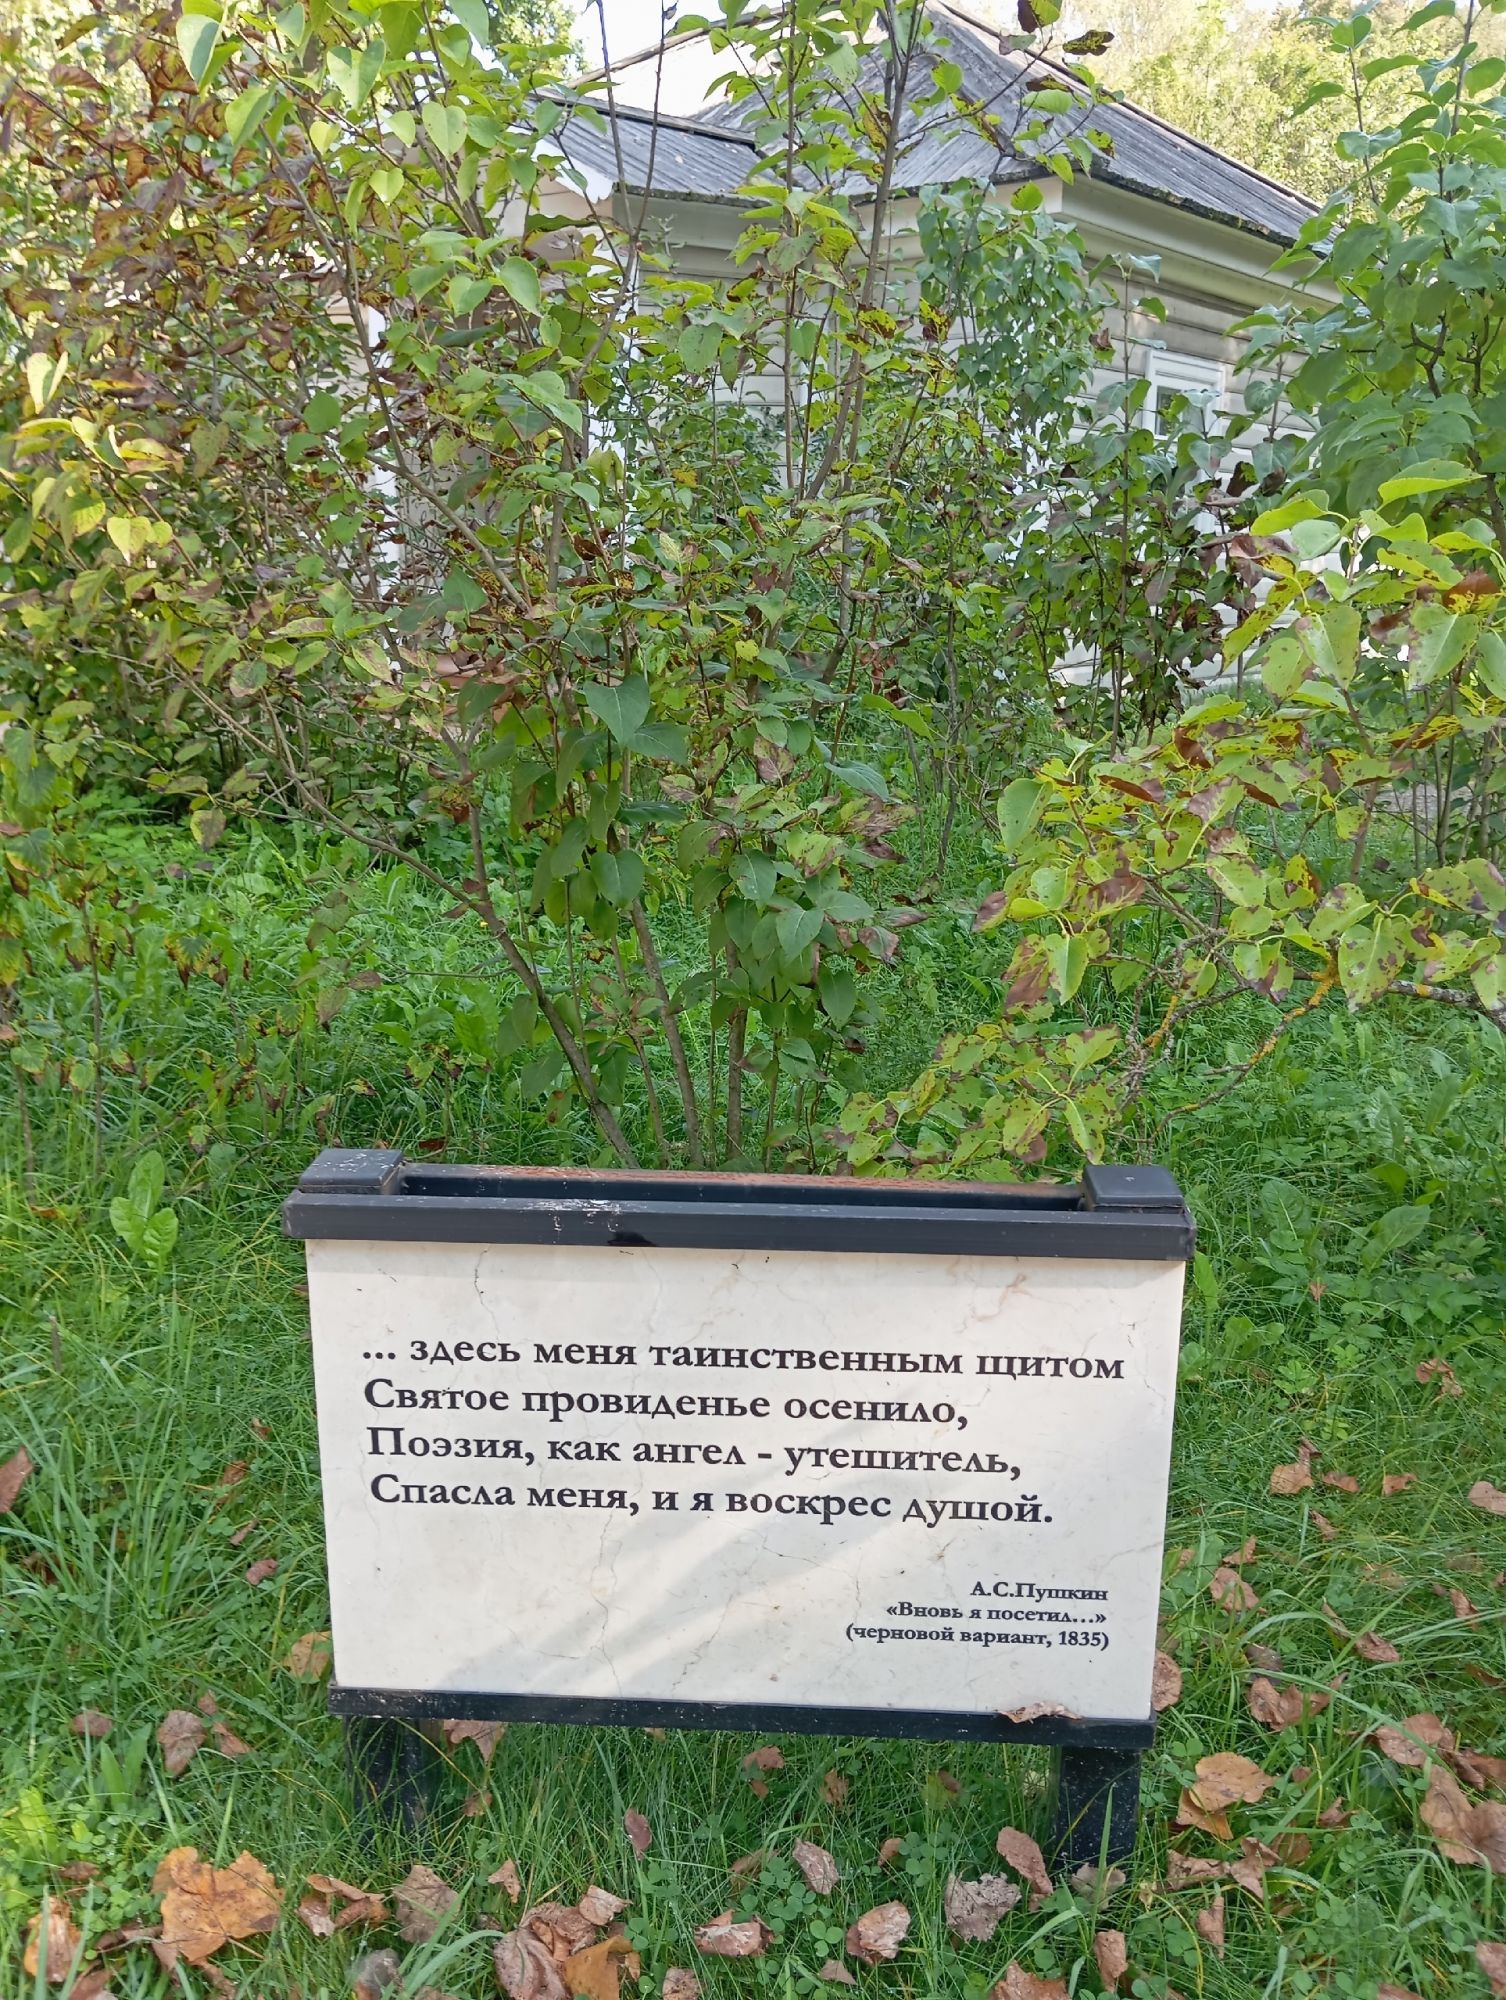 ... здесь меня таинственным щитом
Святое провиденье осенило,
Поэзия, как ангел - утешитель,
Спасла меня, и я воскрес душой.
А.С.Пушкин
«Вновь я посетил...»
(черновой вариант, 1835)